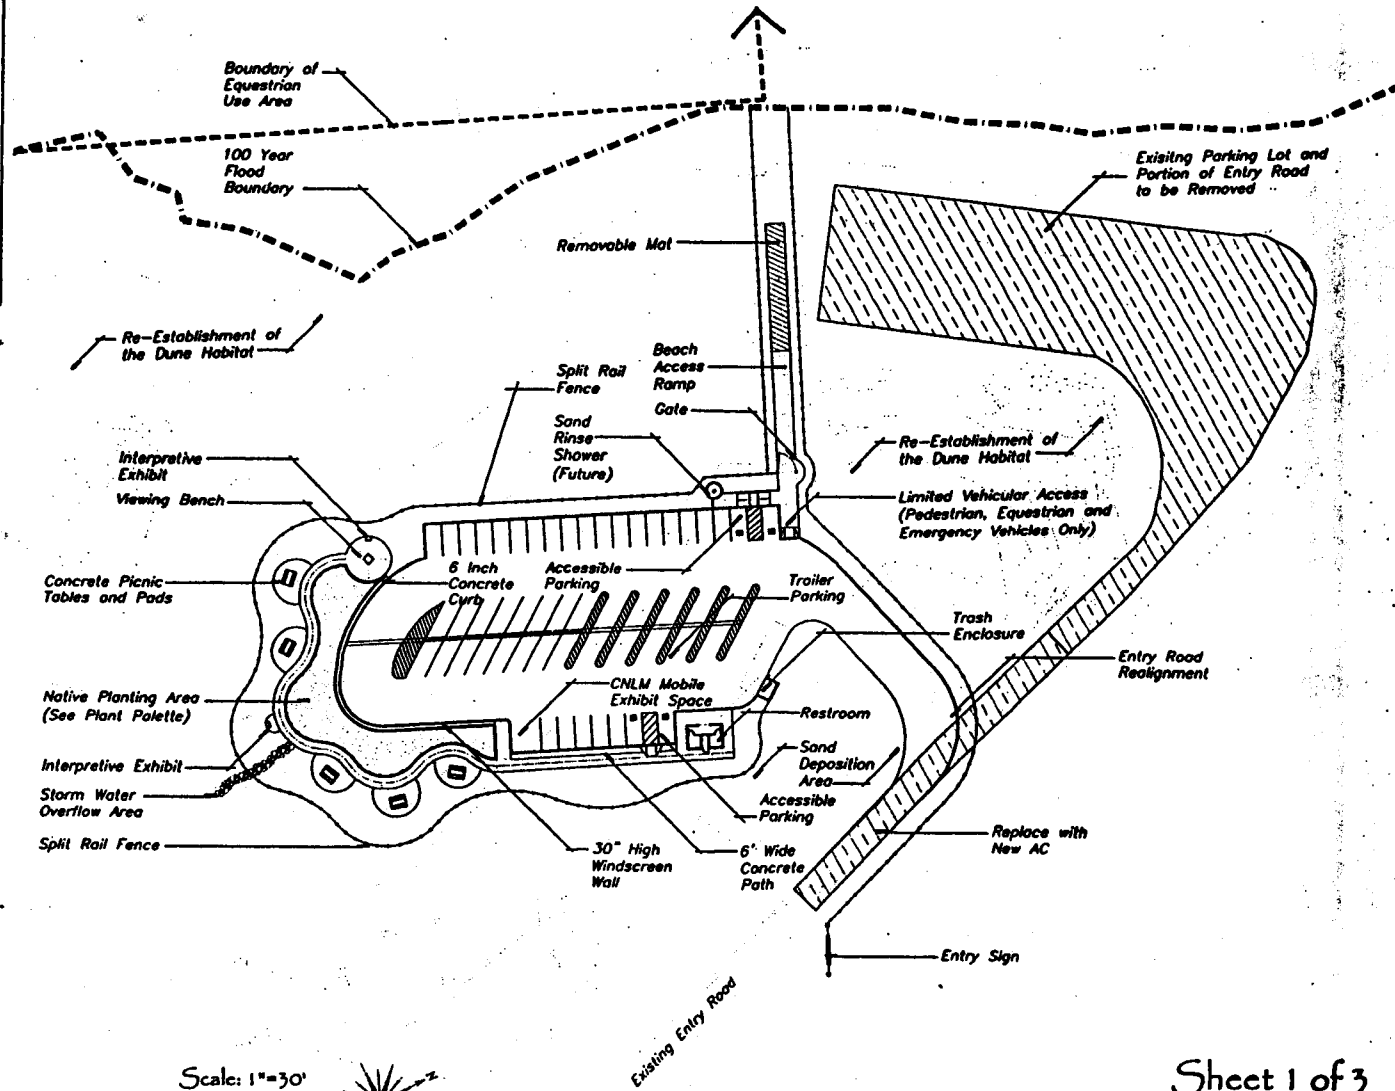 Boundary of
Equestrian
Use Area
100 Year
Flood
Boundary
Exisitng Parking Lot and
Portion of Entry Road
to be Removed
Removable Mat
Re-Establishment of
the Dune Habitat
Beach
Access
Ramp
Split Rail
Fence
Gate
Sand
Rinse
Shower
(Future)
Re-Establishment of
the Dune Habitat
Interpretive
Exhibit
Viewing Bench
Limited Vehicular Access
(Pedestrian, Equestrian and
Emergency Vehicles Only)
6 Inch
Concrete
Curb
Accessible
Parking
Trailer
Parking
Concrete Picnic
Tables and Pads
Trash
Enclosure
Entry Road
Realignment
CNLM Mobile
Exhibit Space
Native Planting Area
(See Plant Palette)
Restroom
Sand
Deposition
Area
Interpretive Exhibit
Storm Water
Overflow Area
Accessible
Parking
Split Rail Fence
30" High
Windscreen
Wall
6' Wide
Concrete
Path
Replace with
New AC
Entry Sign
Existing Entry Road
Scale: 1"=30'
N
Sheet 1 of 3